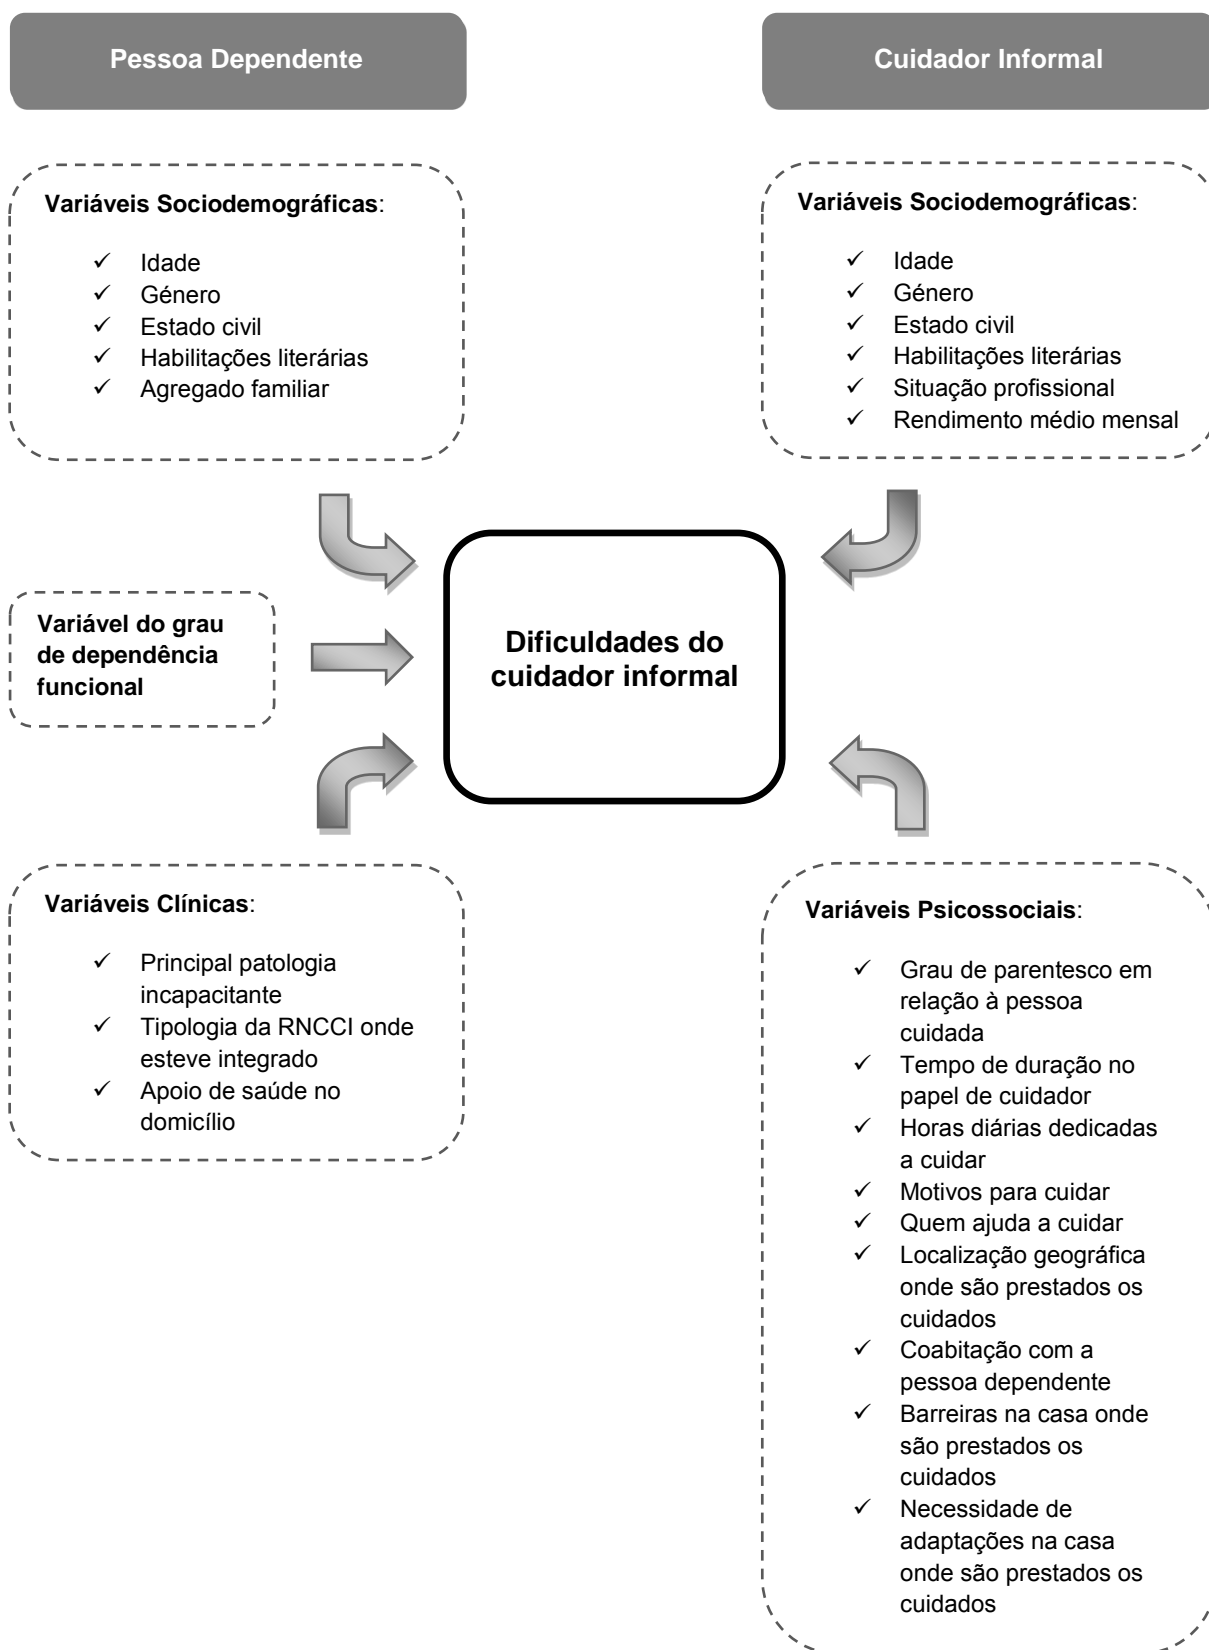 Pessoa Dependente
Cuidador Informal
Variáveis Sociodemográficas:
✓ Idade
✓ Género
✓ Estado civil
✓ Habilitações literárias
✓ Agregado familiar
Variáveis Sociodemográficas:
✓ Idade
✓ Género
✓ Estado civil
✓ Habilitações literárias
✓ Situação profissional
✓ Rendimento médio mensal
Variável do grau
de dependência
funcional
Dificuldades do
cuidador informal
Variáveis Clínicas:
✓ Principal patologia
incapacitante
✓ Tipologia da RNCCI onde
esteve integrado
✓ Apoio de saúde no
domicílio
Variáveis Psicossociais:
✓ Grau de parentesco em
relação à pessoa
cuidada
✓ Tempo de duração no
papel de cuidador
✓ Horas diárias dedicadas
a cuidar
✓ Motivos para cuidar
✓ Quem ajuda a cuidar
✓ Localização geográfica
onde são prestados os
cuidados
✓ Coabitação com a
pessoa dependente
✓ Barreiras na casa onde
são prestados os
cuidados
✓ Necessidade de
adaptações na casa
onde são prestados os
cuidados